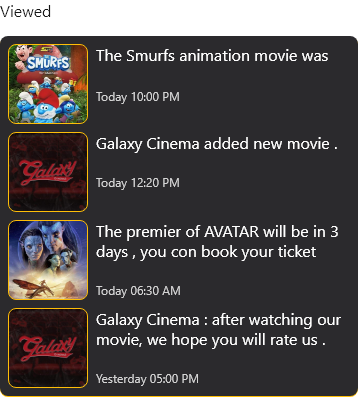 Viewed
THE SMURFS
The Smurfs animation movie was
Today 10:00 PM
Galaxy
Galaxy Cinema added new movie .
Today 12:20 PM
The premier of AVATAR will be in 3
days , you con book your ticket
Today 06:30 AM
Galaxy
Galaxy Cinema : after watching our
movie, we hope you will rate us .
Yesterday 05:00 PM